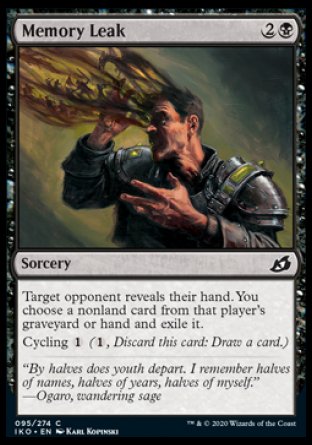 Memory Leak 2
Sorcery
Target opponent reveals their hand. You
choose a nonland card from that player's
graveyard or hand and exile it.
Cycling 1 (1, Discard this card: Draw a card.)
"By halves does youth depart. I remember halves
of names, halves of years, halves of myself."
—Ogaro, wandering sage
095/274 C
IKO • EN Karl Kopinski
™ & © 2020 Wizards of the Coast